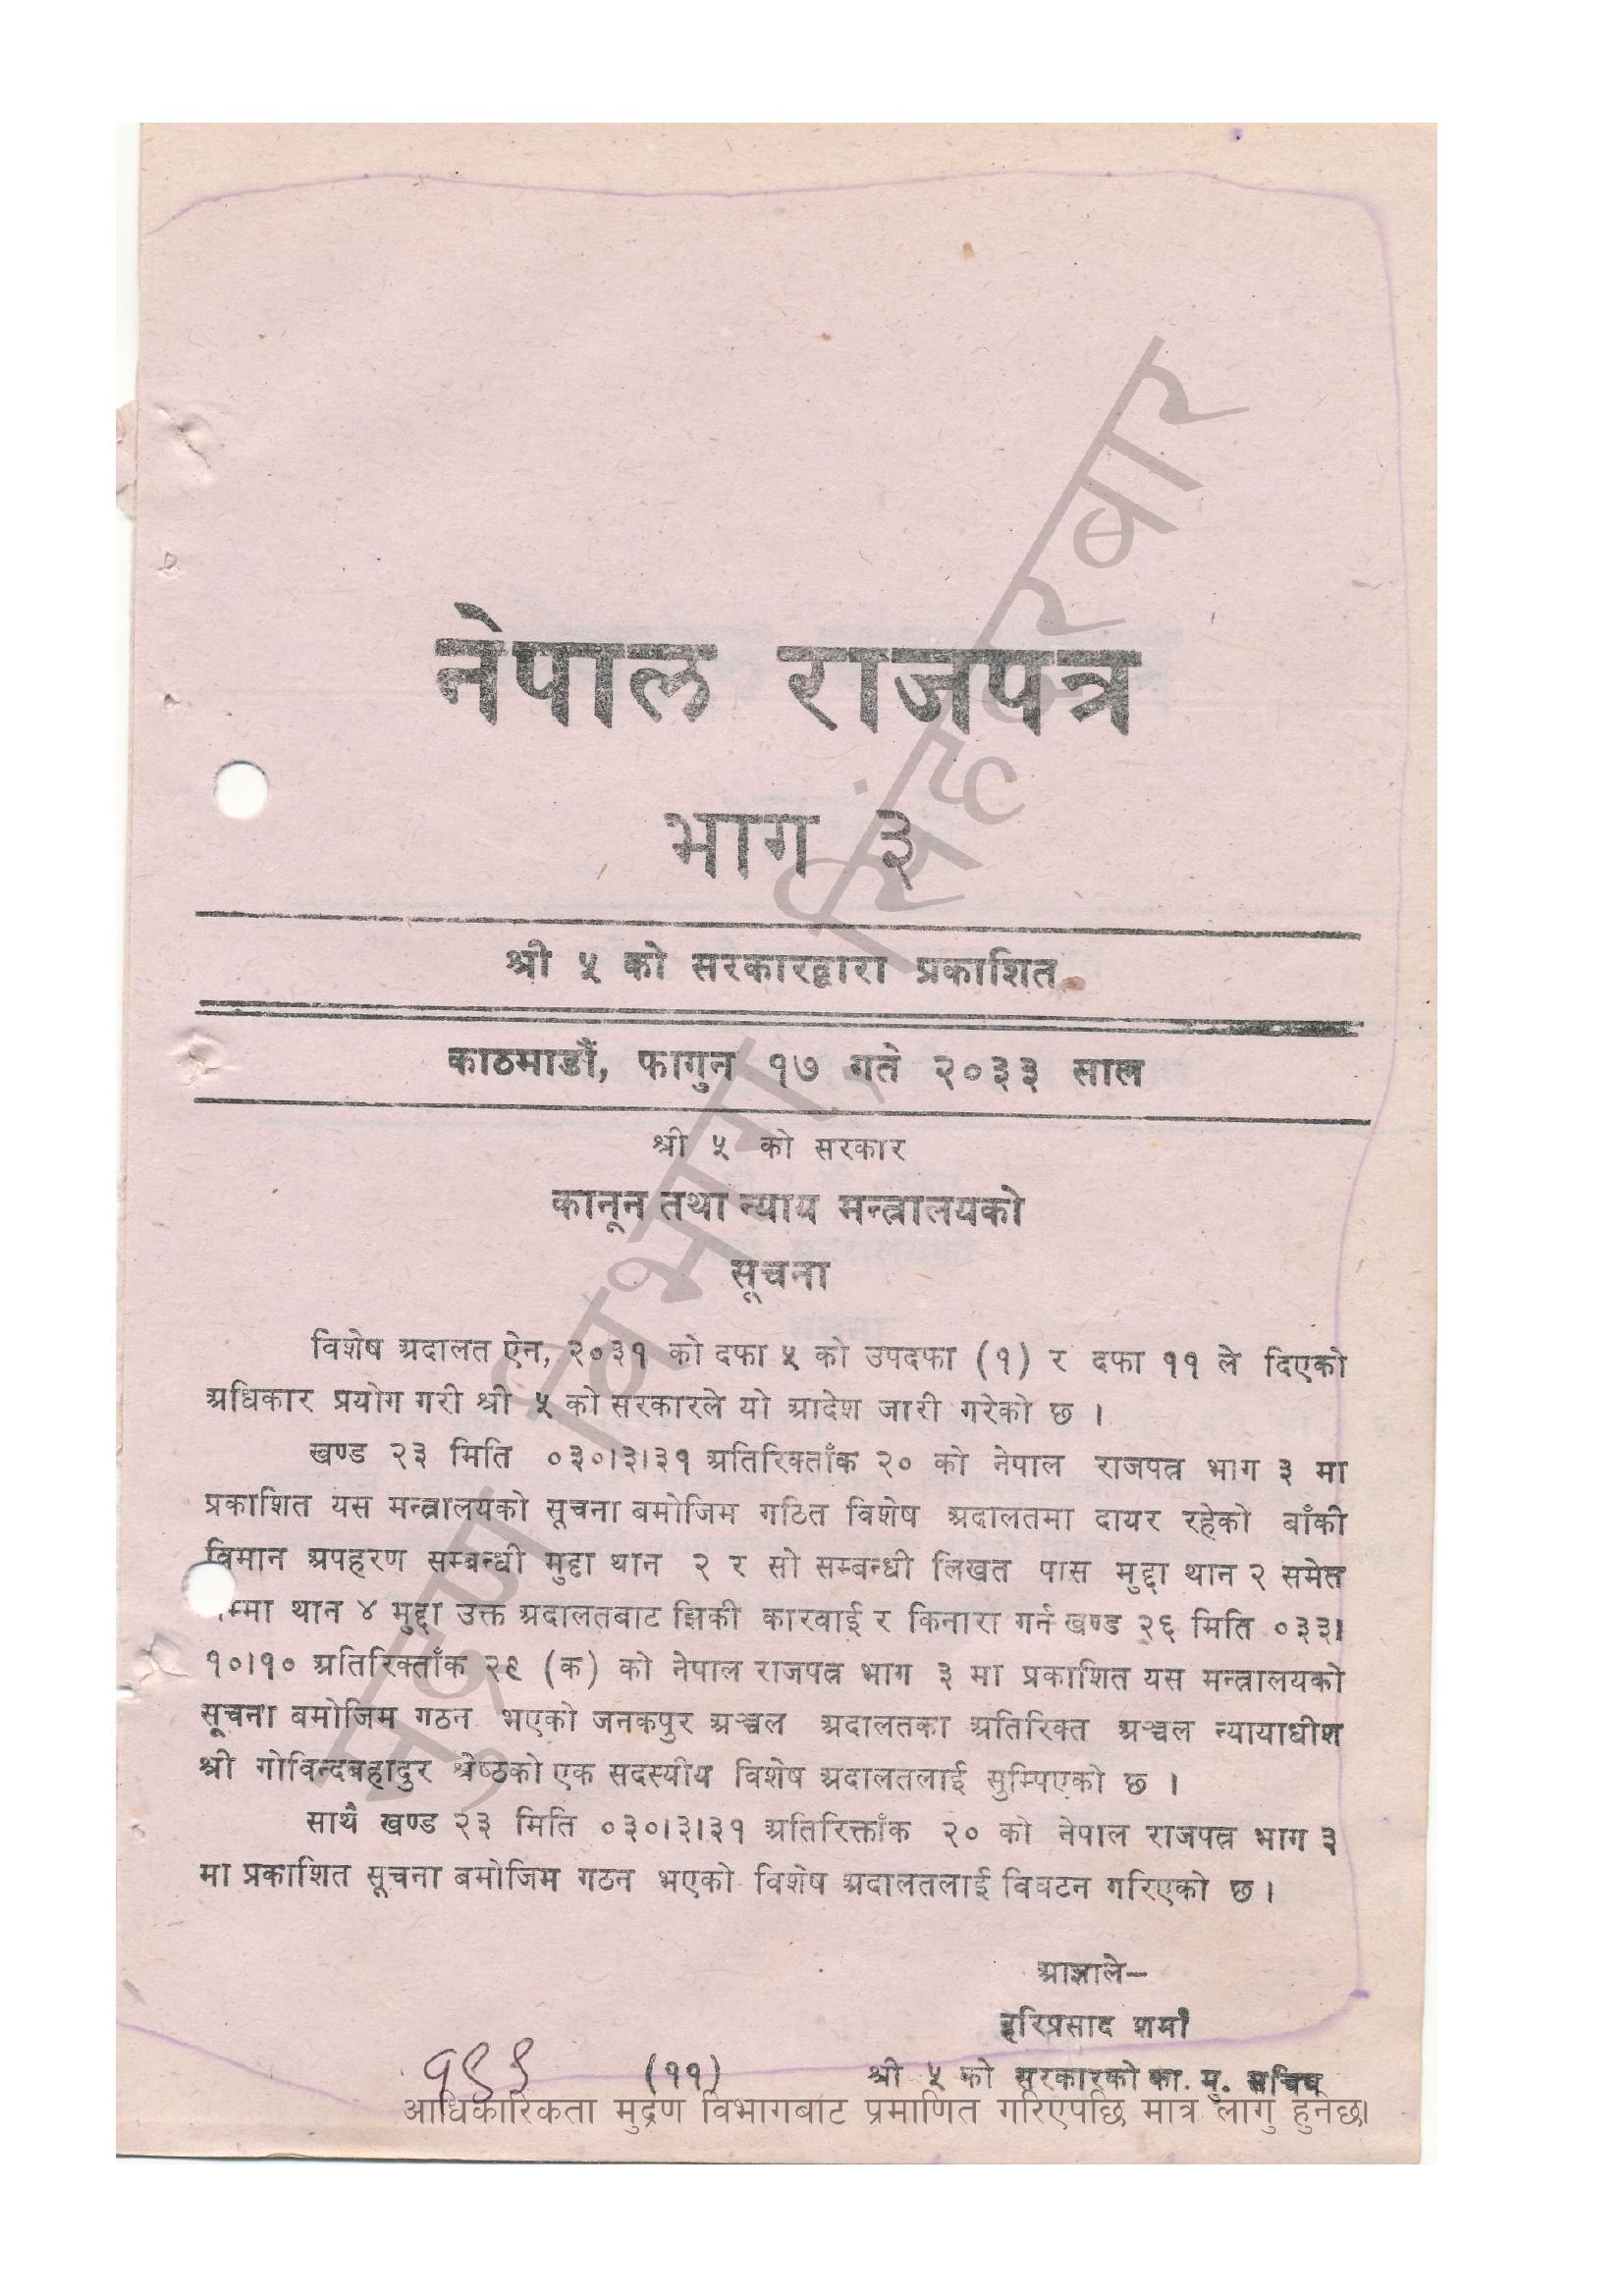 नेपाल राजपत्र
भाग ३
श्री ५ को सरकारद्वारा प्रकाशित
काठमाडौं, फागुन १७ गते २०३३ साल
श्री ५ को सरकार
कानून तथा न्याय मन्त्रालयको
सूचना
विशेष अदालत ऐन, २०३१ को दफा ५ को उपदफा (१) र दफा ११ ले दिएको
अधिकार प्रयोग गरी श्री ५ को सरकारले यो आदेश जारी गरेको छ ।
खण्ड २३ मिति ०३०।३।३१ अतिरिक्ताँक २० को नेपाल राजपत्र भाग ३ मा
प्रकाशित यस मन्त्रालयको सूचना बमोजिम गठित विशेष अदालतमा दायर रहेको बाँकी
विमान अपहरण सम्बन्धी मुद्दा थान २ र सो सम्बन्धी लिखत पास मुद्दा थान २ समेत
म्मा थान ४ मुद्दा उक्त अदालतबाट झिकी कारवाई र किनारा गर्न खण्ड २६ मिति ०३३।
१०।१० अतिरिक्ताँक २९ (क) को नेपाल राजपत्र भाग ३ मा प्रकाशित यस मन्त्रालयको
सूचना बमोजिम गठन भएको जनकपुर अञ्चल अदालतका अतिरिक्त अञ्चल न्यायाधीश
श्री गोविन्दबहादुर श्रेष्ठको एक सदस्यीय विशेष अदालतलाई सुम्पिएको छ ।
साथै खण्ड २३ मिति ०३०।३।३१ अतिरिक्ताँक २० को नेपाल राजपत्र भाग ३
मा प्रकाशित सूचना बमोजिम गठन भएको विशेष अदालतलाई विघटन गरिएको छ ।
आज्ञाले–
हरिप्रसाद शर्मा
१९१ (११) श्री ५ को सरकारको का. मु. सचिव
आधिकारिकता मुद्रण विभागबाट प्रमाणित गरिएपछि मात्र लागु हुनेछ।
मुद्रण विभाग, सिंहदरबार